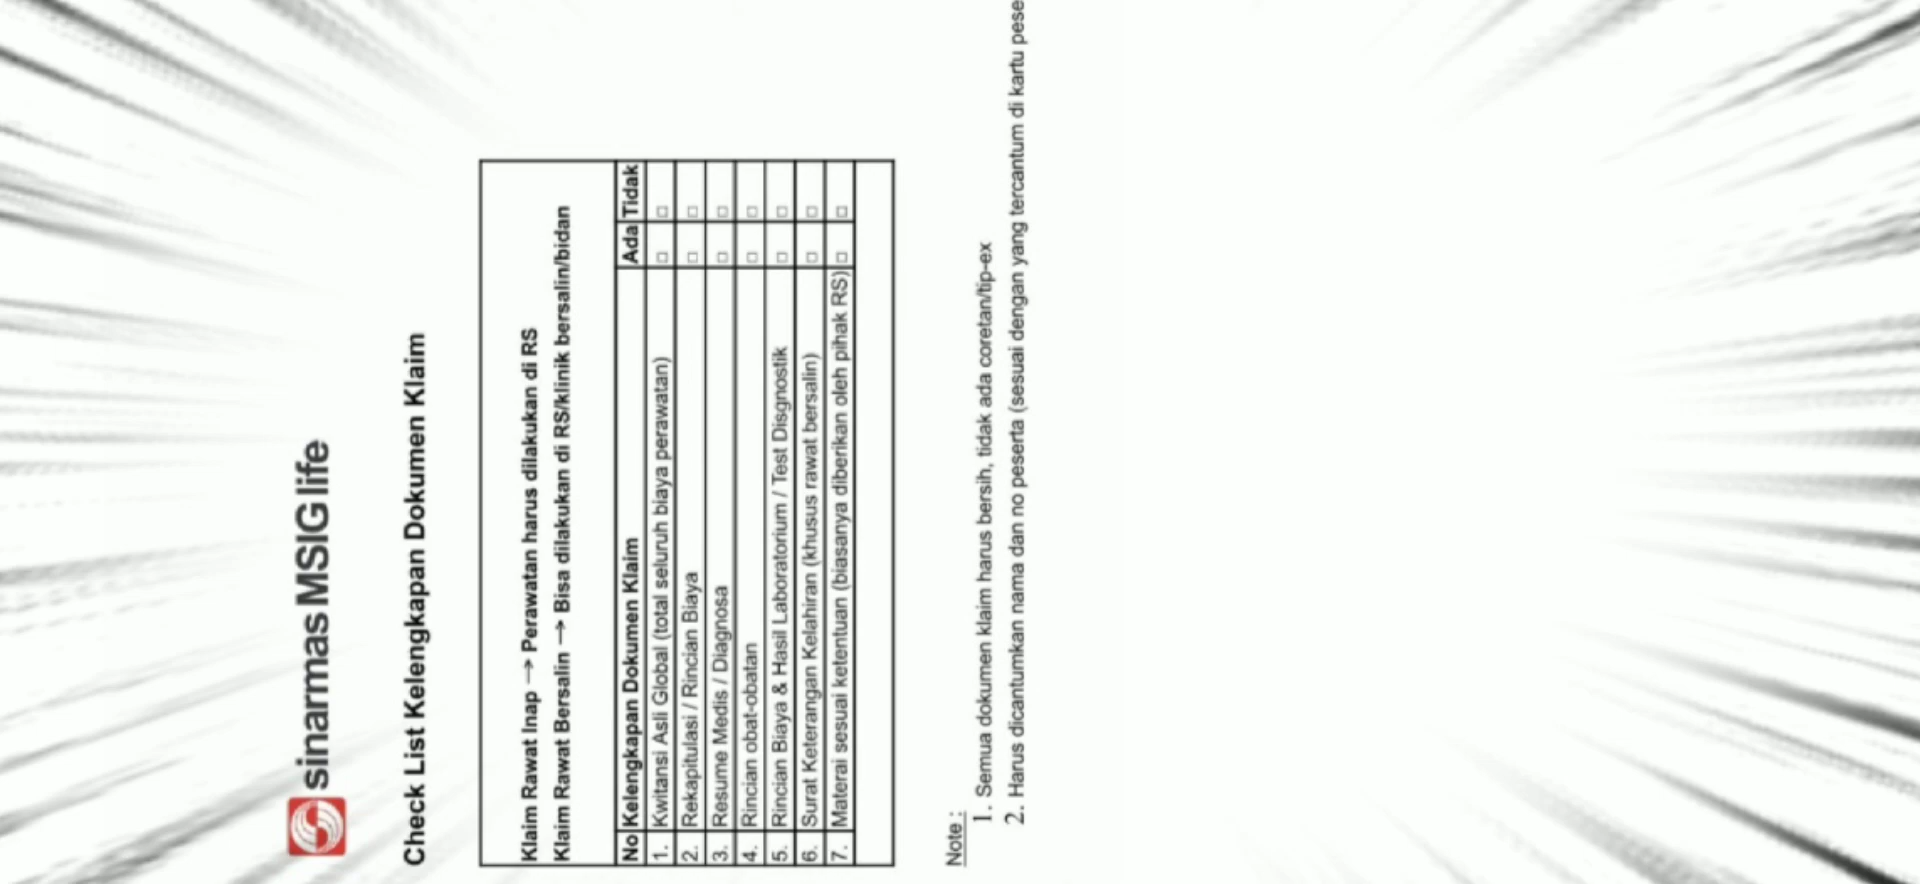 sinarmas MSIG life
Check List Kelengkapan Dokumen Klaim
Klaim Rawat Inap → Perawatan harus dilakukan di RS
Klaim Rawat Bersalin → Bisa dilakukan di RS/klinik bersalin/bidan
No Kelengkapan Dokumen Klaim Ada Tidak
1. Kwitansi Asli Global (total seluruh biaya perawatan) □ □
2. Rekapitulasi / Rincian Biaya □ □
3. Resume Medis / Diagnosa □ □
4. Rincian obat-obatan □ □
5. Rincian Biaya & Hasil Laboratorium / Test Disgnostik □ □
6. Surat Keterangan Kelahiran (khusus rawat bersalin) □ □
7. Materai sesuai ketentuan (biasanya diberikan oleh pihak RS) □ □
Note :
1. Semua dokumen klaim harus bersih, tidak ada coretan/tip-ex
2. Harus dicantumkan nama dan no peserta (sesuai dengan yang tercantum di kartu pese